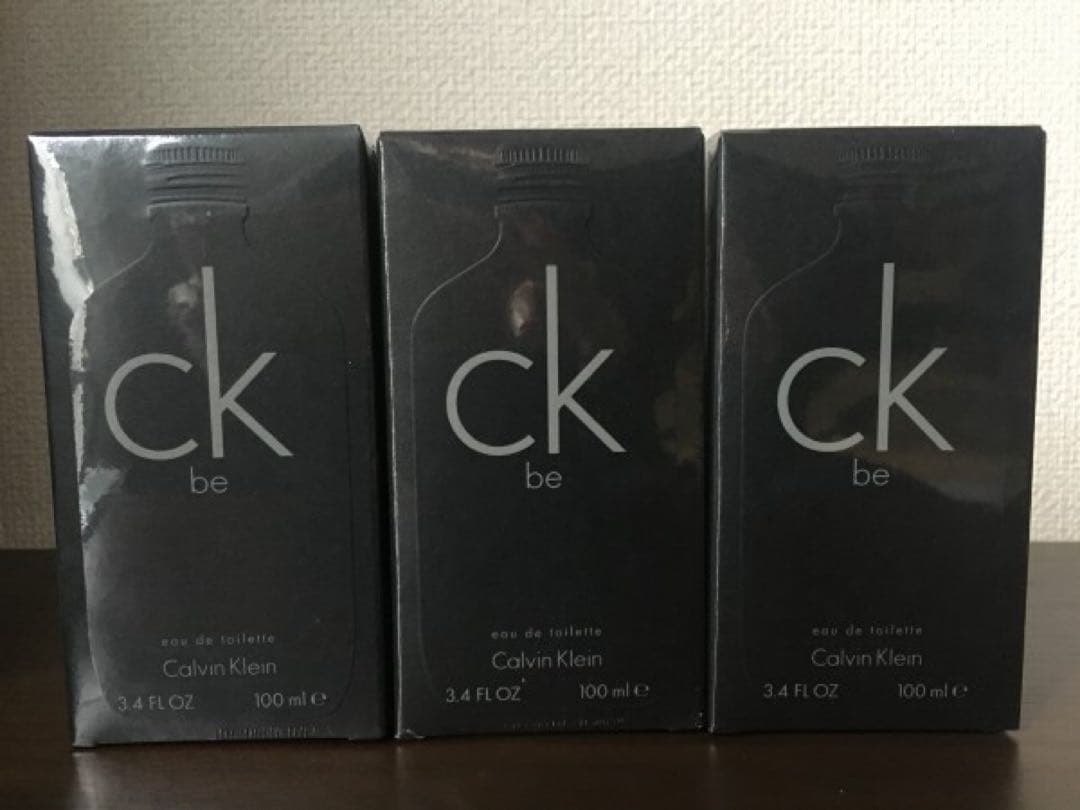 ck
be
eau de toilette
Calvin Klein
3.4 FL OZ 100 ml ℮
ck
be
eau de toilette
Calvin Klein
3.4 FL OZ 100 ml ℮
ck
be
eau de toilette
Calvin Klein
3.4 FL OZ 100 ml ℮